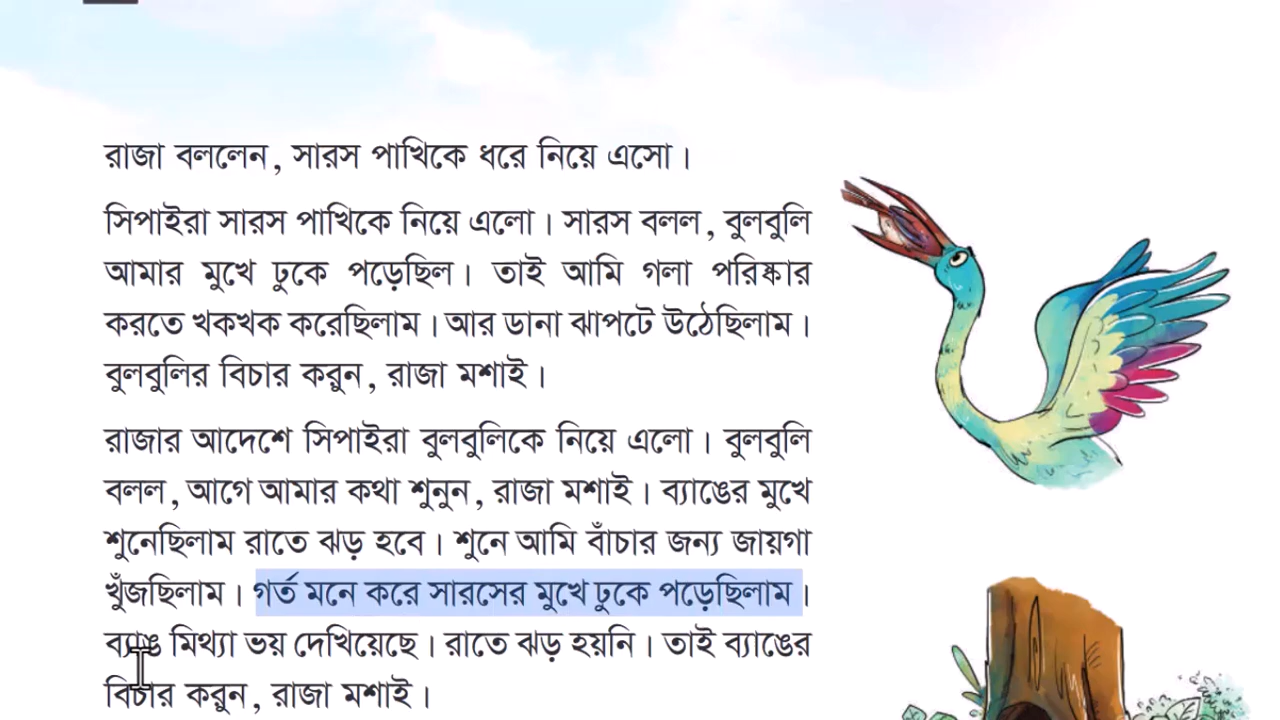 রাজা বললেন, সারস পাখিকে ধরে নিয়ে এসো।
সিপাইরা সারস পাখিকে নিয়ে এলো। সারস বলল, বুলবুলি
আমার মুখে ঢুকে পড়েছিল। তাই আমি গলা পরিষ্কার
করতে খকখক করেছিলাম। আর ডানা ঝাপটে উঠেছিলাম।
বুলবুলির বিচার করুন, রাজা মশাই।
রাজার আদেশে সিপাইরা বুলবুলিকে নিয়ে এলো। বুলবুলি
বলল, আগে আমার কথা শুনুন, রাজা মশাই। ব্যাঙের মুখে
শুনেছিলাম রাতে ঝড় হবে। শুনে আমি বাঁচার জন্য জায়গা
খুঁজছিলাম। গর্ত মনে করে সারসের মুখে ঢুকে পড়েছিলাম।
ব্যাঙ মিথ্যা ভয় দেখিয়েছে। রাতে ঝড় হয়নি। তাই ব্যাঙের
বিচার করুন, রাজা মশাই।